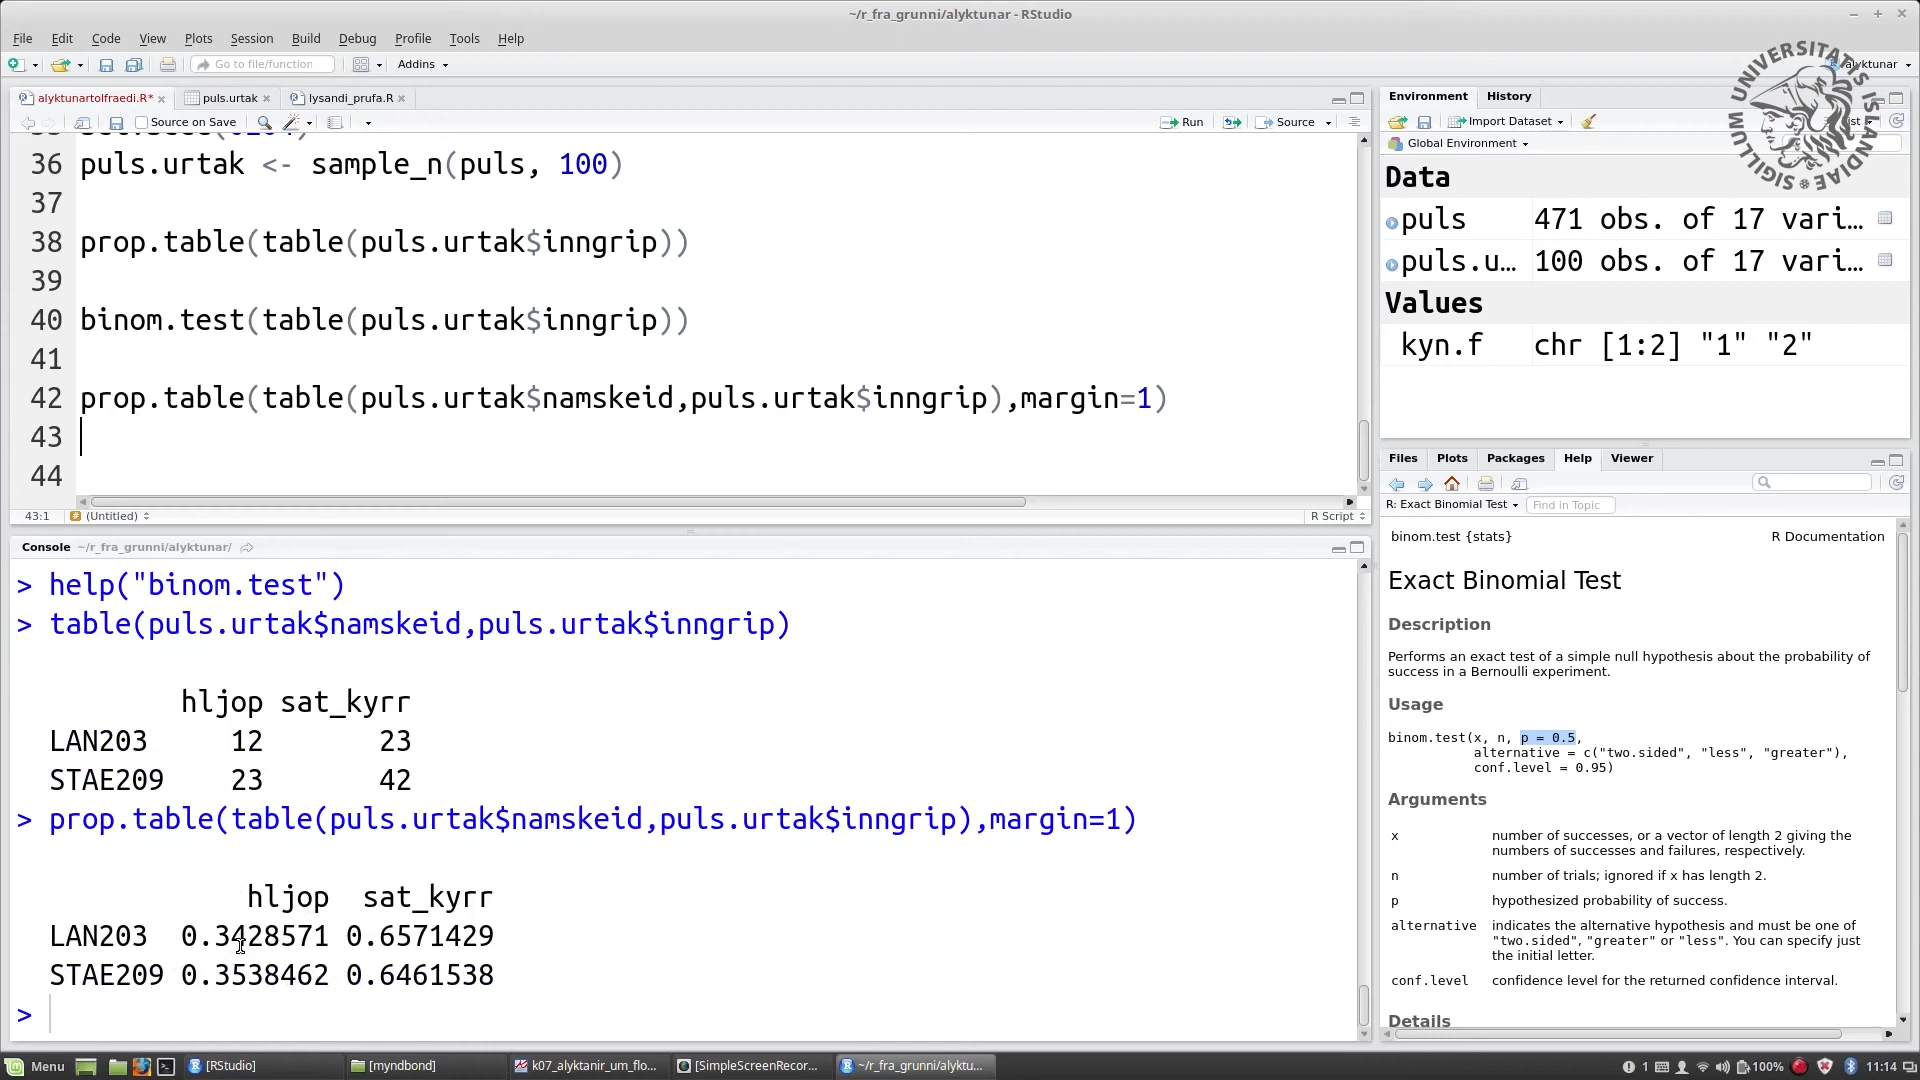 ~/r_fra_grunni/alyktunar - RStudio
File Edit Code View Plots Session Build Debug Profile Tools Help
Go to file/function Addins alyktunar
alyktunartolfraedi.R* puls.urtak lysandi_prufa.R
Source on Save Run Source
36 puls.urtak <- sample_n(puls, 100)
37
38 prop.table(table(puls.urtak$inngrip))
39
40 binom.test(table(puls.urtak$inngrip))
41
42 prop.table(table(puls.urtak$namskeid,puls.urtak$inngrip),margin=1)
43
44
43:1 (Untitled) R Script
Console ~/r_fra_grunni/alyktunar/
> help("binom.test")
> table(puls.urtak$namskeid,puls.urtak$inngrip)
hljop sat_kyrr
LAN203 12 23
STAE209 23 42
> prop.table(table(puls.urtak$namskeid,puls.urtak$inngrip),margin=1)
hljop sat_kyrr
LAN203 0.3428571 0.6571429
STAE209 0.3538462 0.6461538
>
Environment History
Import Dataset
Global Environment
UNIVERSITATIS ISLANDIAE SIGILLUM
Data
puls 471 obs. of 17 vari…
puls.u… 100 obs. of 17 vari…
Values
kyn.f chr [1:2] "1" "2"
Files Plots Packages Help Viewer
R: Exact Binomial Test Find in Topic
binom.test {stats} R Documentation
Exact Binomial Test
Description
Performs an exact test of a simple null hypothesis about the probability of
success in a Bernoulli experiment.
Usage
binom.test(x, n, p = 0.5,
alternative = c("two.sided", "less", "greater"),
conf.level = 0.95)
Arguments
x number of successes, or a vector of length 2 giving the
numbers of successes and failures, respectively.
n number of trials; ignored if x has length 2.
p hypothesized probability of success.
alternative indicates the alternative hypothesis and must be one of
"two.sided", "greater" or "less". You can specify just
the initial letter.
conf.level confidence level for the returned confidence interval.
Details
Menu [RStudio] [myndbond] k07_alyktanir_um_flo... [SimpleScreenRecor... ~/r_fra_grunni/alyktu... 1 100% 11:14